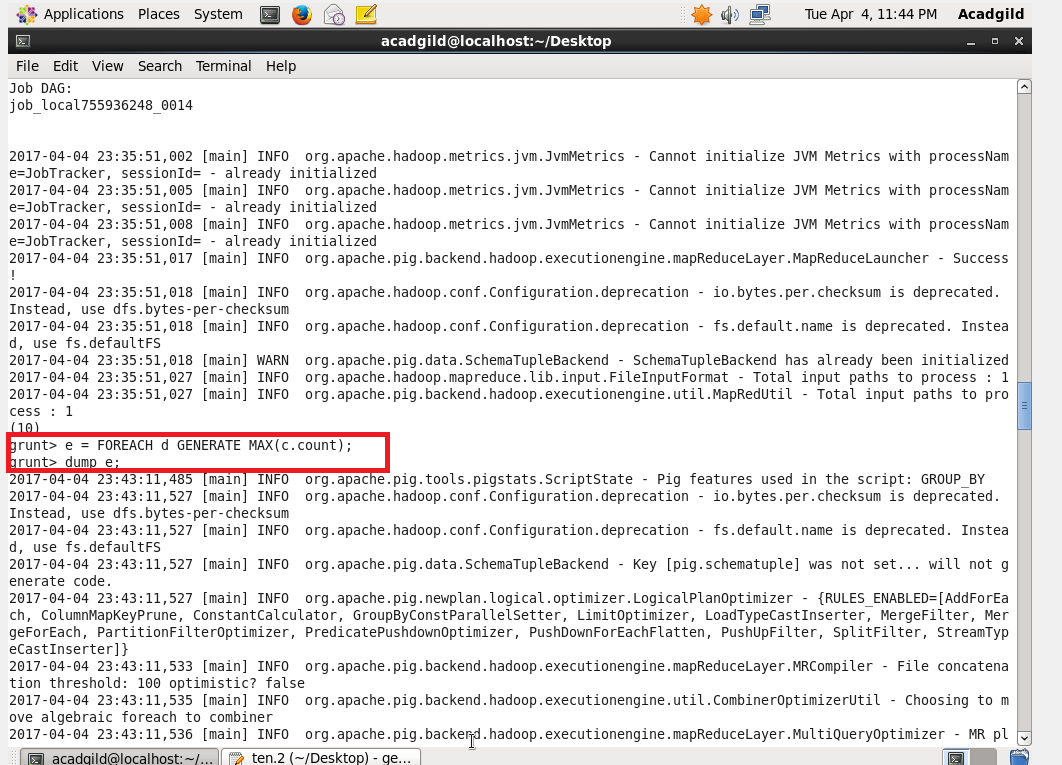 Applications Places System Tue Apr 4, 11:44 PM Acadgild
acadgild@localhost:~/Desktop
File Edit View Search Terminal Help
Job DAG:
job_local755936248_0014
2017-04-04 23:35:51,002 [main] INFO  org.apache.hadoop.metrics.jvm.JvmMetrics - Cannot initialize JVM Metrics with processNam
e=JobTracker, sessionId= - already initialized
2017-04-04 23:35:51,005 [main] INFO  org.apache.hadoop.metrics.jvm.JvmMetrics - Cannot initialize JVM Metrics with processNam
e=JobTracker, sessionId= - already initialized
2017-04-04 23:35:51,008 [main] INFO  org.apache.hadoop.metrics.jvm.JvmMetrics - Cannot initialize JVM Metrics with processNam
e=JobTracker, sessionId= - already initialized
2017-04-04 23:35:51,017 [main] INFO  org.apache.pig.backend.hadoop.executionengine.mapReduceLayer.MapReduceLauncher - Success
!
2017-04-04 23:35:51,018 [main] INFO  org.apache.hadoop.conf.Configuration.deprecation - io.bytes.per.checksum is deprecated.
Instead, use dfs.bytes-per-checksum
2017-04-04 23:35:51,018 [main] INFO  org.apache.hadoop.conf.Configuration.deprecation - fs.default.name is deprecated. Instea
d, use fs.defaultFS
2017-04-04 23:35:51,018 [main] WARN  org.apache.pig.data.SchemaTupleBackend - SchemaTupleBackend has already been initialized
2017-04-04 23:35:51,027 [main] INFO  org.apache.hadoop.mapreduce.lib.input.FileInputFormat - Total input paths to process : 1
2017-04-04 23:35:51,027 [main] INFO  org.apache.pig.backend.hadoop.executionengine.util.MapRedUtil - Total input paths to pro
cess : 1
(10)
grunt> e = FOREACH d GENERATE MAX(c.count);
grunt> dump e;
2017-04-04 23:43:11,485 [main] INFO  org.apache.pig.tools.pigstats.ScriptState - Pig features used in the script: GROUP_BY
2017-04-04 23:43:11,527 [main] INFO  org.apache.hadoop.conf.Configuration.deprecation - io.bytes.per.checksum is deprecated.
Instead, use dfs.bytes-per-checksum
2017-04-04 23:43:11,527 [main] INFO  org.apache.hadoop.conf.Configuration.deprecation - fs.default.name is deprecated. Instea
d, use fs.defaultFS
2017-04-04 23:43:11,527 [main] INFO  org.apache.pig.data.SchemaTupleBackend - Key [pig.schematuple] was not set... will not g
enerate code.
2017-04-04 23:43:11,527 [main] INFO  org.apache.pig.newplan.logical.optimizer.LogicalPlanOptimizer - {RULES_ENABLED=[AddForEa
ch, ColumnMapKeyPrune, ConstantCalculator, GroupByConstParallelSetter, LimitOptimizer, LoadTypeCastInserter, MergeFilter, Mer
geForEach, PartitionFilterOptimizer, PredicatePushdownOptimizer, PushDownForEachFlatten, PushUpFilter, SplitFilter, StreamTyp
eCastInserter]}
2017-04-04 23:43:11,533 [main] INFO  org.apache.pig.backend.hadoop.executionengine.mapReduceLayer.MRCompiler - File concatena
tion threshold: 100 optimistic? false
2017-04-04 23:43:11,535 [main] INFO  org.apache.pig.backend.hadoop.executionengine.util.CombinerOptimizerUtil - Choosing to m
ove algebraic foreach to combiner
2017-04-04 23:43:11,536 [main] INFO  org.apache.pig.backend.hadoop.executionengine.mapReduceLayer.MultiQueryOptimizer - MR pl
acadgild@localhost:~/... ten.2 (~/Desktop) - ge...